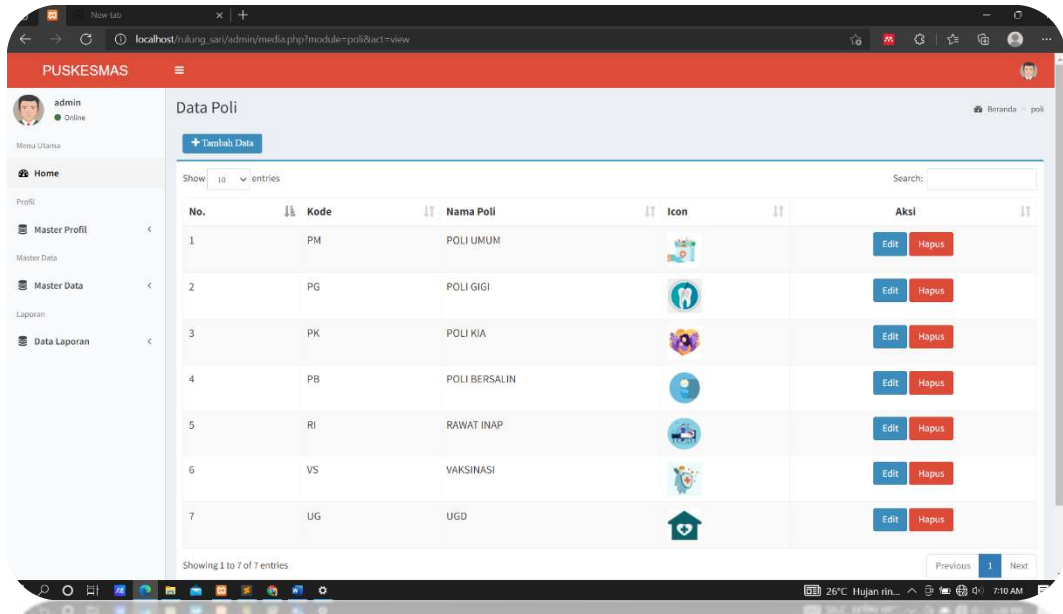 New tab
localhost/rulung_sari/admin/media.php?module=poli&act=view
PUSKESMAS
admin
Online
Menu Utama
Home
Profil
Master Profil
Master Data
Master Data
Laporan
Data Laporan
Data Poli
Beranda poli
Tambah Data
Show 10 entries Search:
No. Kode Nama Poli Icon Aksi
1 PM POLI UMUM Edit Hapus
2 PG POLI GIGI Edit Hapus
3 PK POLI KIA Edit Hapus
4 PB POLI BERSALIN Edit Hapus
5 RI RAWAT INAP Edit Hapus
6 VS VAKSINASI Edit Hapus
7 UG UGD Edit Hapus
Showing 1 to 7 of 7 entries Previous 1 Next
26°C Hujan rin... 7:10 AM